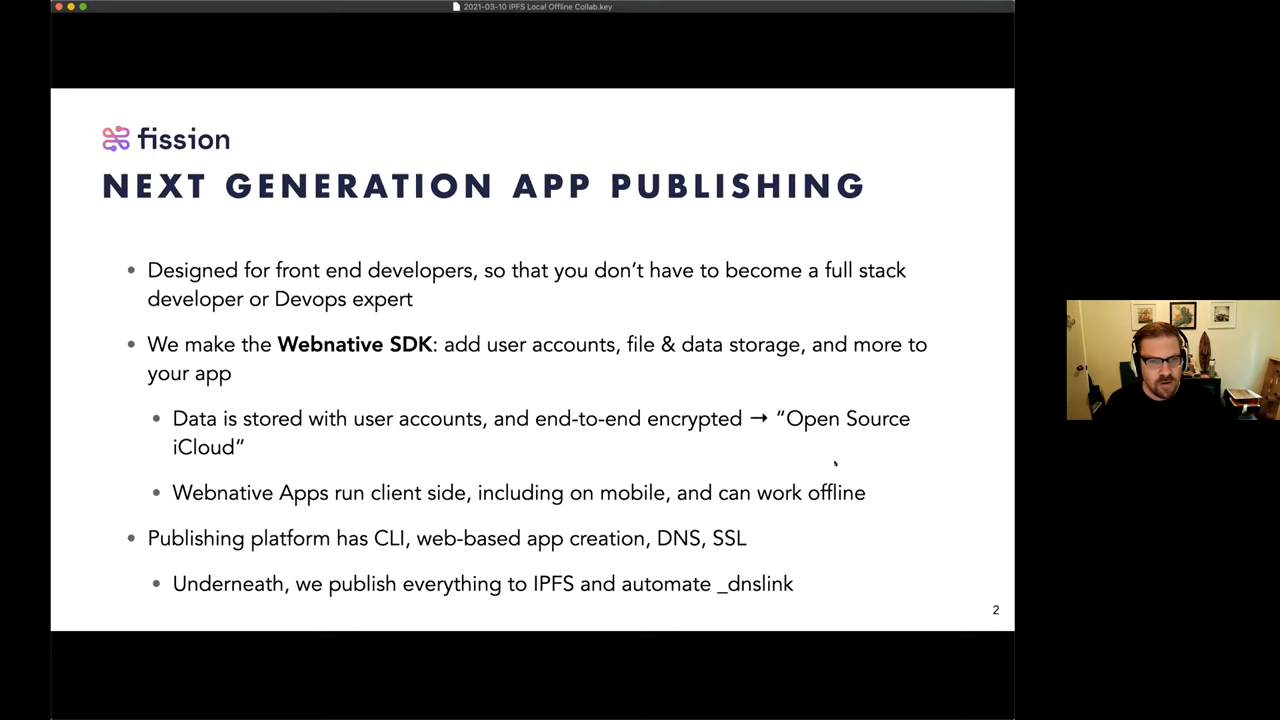 2021-03-10 IPFS Local Offline Collab.key
fission
NEXT GENERATION APP PUBLISHING
• Designed for front end developers, so that you don’t have to become a full stack
developer or Devops expert
• We make the Webnative SDK: add user accounts, file & data storage, and more to
your app
• Data is stored with user accounts, and end-to-end encrypted → “Open Source
iCloud”
• Webnative Apps run client side, including on mobile, and can work offline
• Publishing platform has CLI, web-based app creation, DNS, SSL
• Underneath, we publish everything to IPFS and automate _dnslink
2